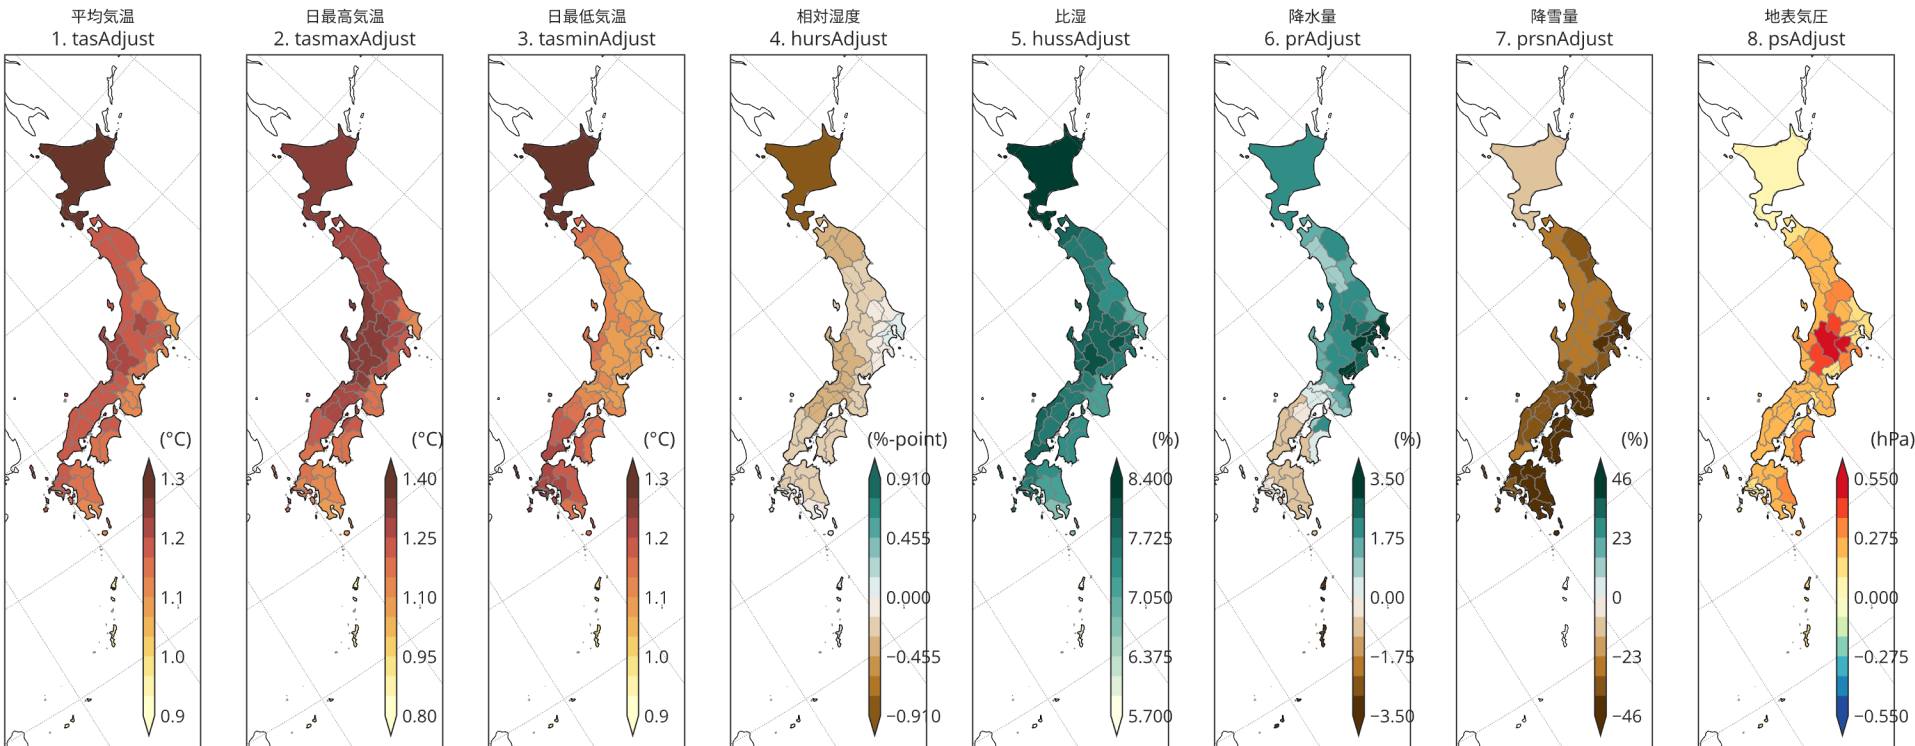 平均気温
1. tasAdjust
(°C)
1.3
1.2
1.1
1.0
0.9
日最高気温
2. tasmaxAdjust
(°C)
1.40
1.25
1.10
0.95
0.80
日最低気温
3. tasminAdjust
(°C)
1.3
1.2
1.1
1.0
0.9
相対湿度
4. hursAdjust
(%-point)
0.910
0.455
0.000
−0.455
−0.910
比湿
5. hussAdjust
(%)
8.400
7.725
7.050
6.375
5.700
降水量
6. prAdjust
(%)
3.50
1.75
0.00
−1.75
−3.50
降雪量
7. prsnAdjust
(%)
46
23
0
−23
−46
地表気圧
8. psAdjust
(hPa)
0.550
0.275
0.000
−0.275
−0.550